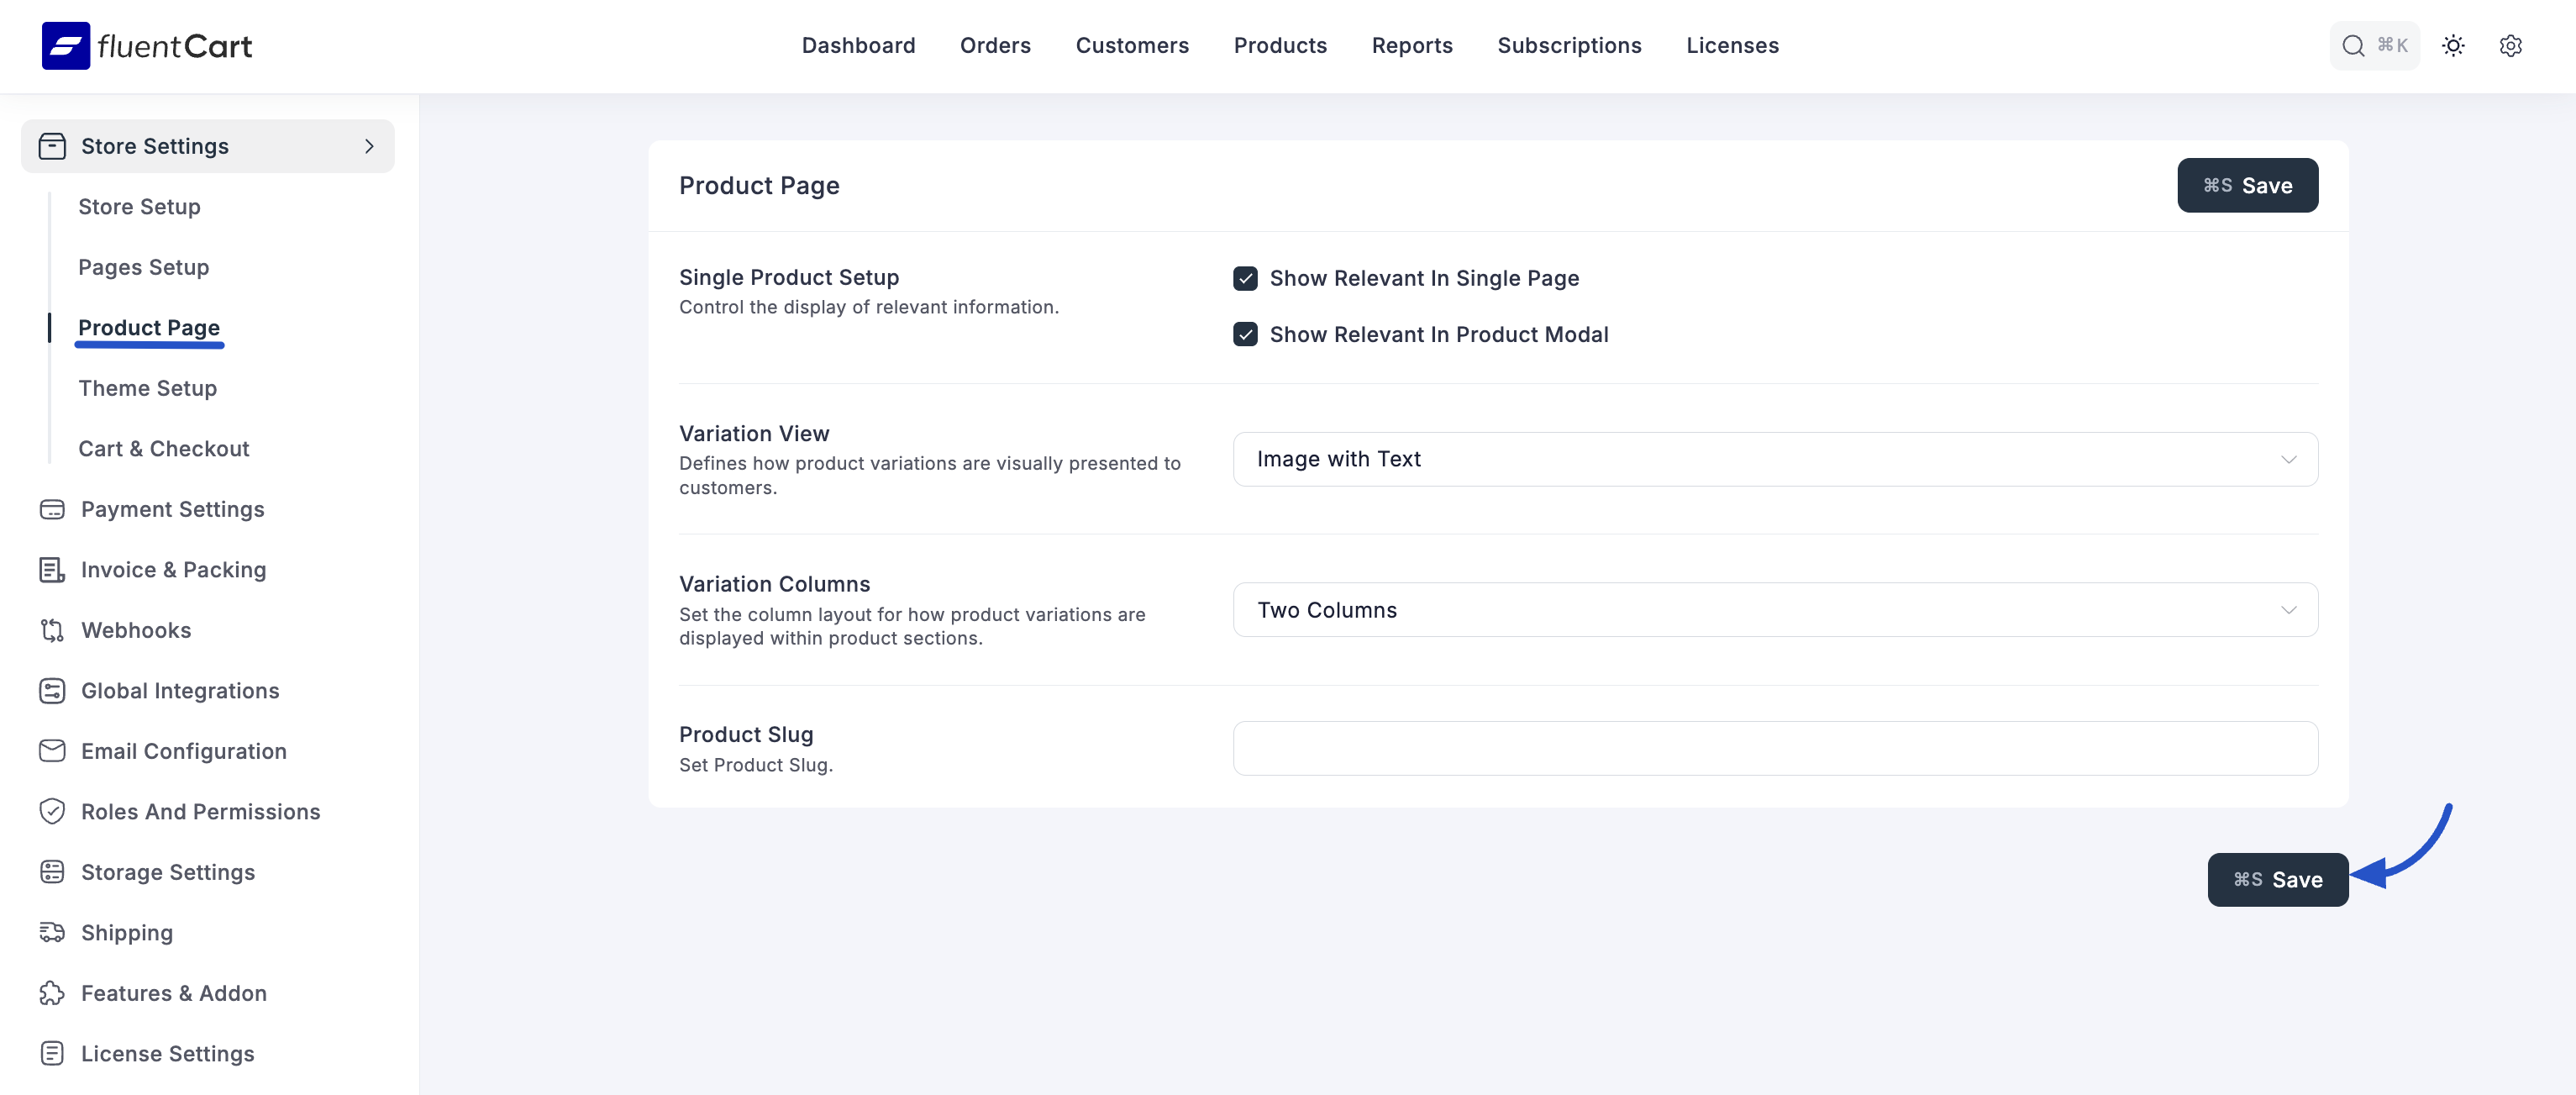 fluentCart
Dashboard
Orders
Customers
Products
Reports
Subscriptions
Licenses
⌘K
Store Settings
Store Setup
Pages Setup
Product Page
Theme Setup
Cart & Checkout
Payment Settings
Invoice & Packing
Webhooks
Global Integrations
Email Configuration
Roles And Permissions
Storage Settings
Shipping
Features & Addon
License Settings
Product Page
⌘S Save
Single Product Setup
Control the display of relevant information.
Show Relevant In Single Page
Show Relevant In Product Modal
Variation View
Defines how product variations are visually presented to
customers.
Image with Text
Variation Columns
Set the column layout for how product variations are
displayed within product sections.
Two Columns
Product Slug
Set Product Slug.
⌘S Save